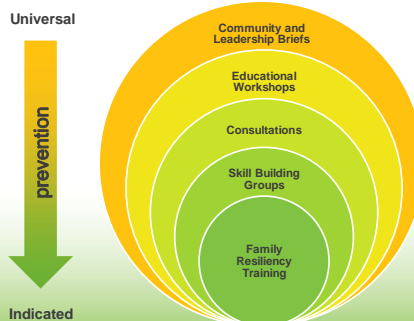 Universal
Community and
Leadership Briefs
Educational
Workshops
Consultations
prevention
Skill Building
Groups
Family
Resiliency
Training
Indicated